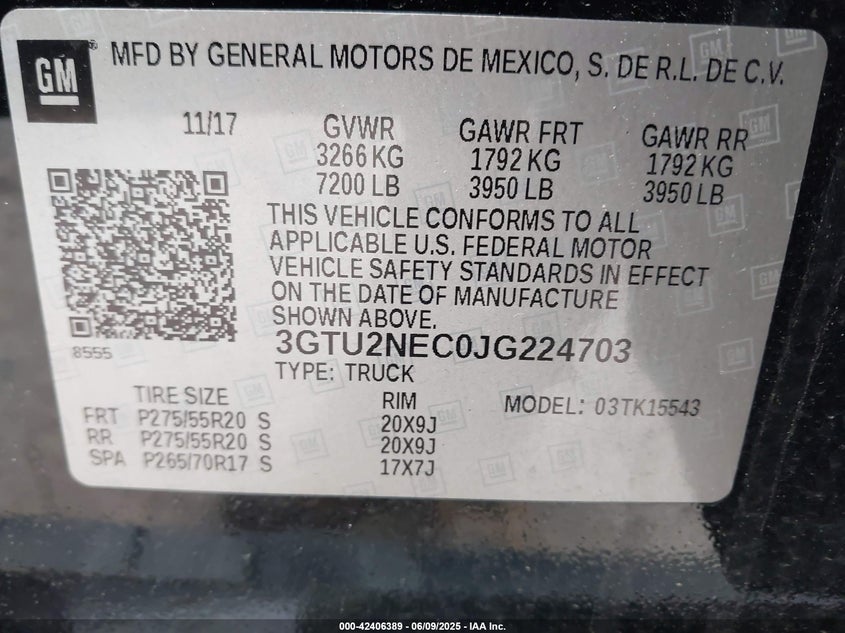 GM
MFD BY GENERAL MOTORS DE MEXICO, S. DE R.L. DE C.V.
11/17 GVWR GAWR FRT GAWR RR
3266 KG 1792 KG 1792 KG
7200 LB 3950 LB 3950 LB
THIS VEHICLE CONFORMS TO ALL
APPLICABLE U.S. FEDERAL MOTOR
VEHICLE SAFETY STANDARDS IN EFFECT
ON THE DATE OF MANUFACTURE
SHOWN ABOVE.
8555
3GTU2NEC0JG224703
TYPE: TRUCK
TIRE SIZE RIM MODEL: 03TK15543
FRT P275/55R20 S 20X9J
RR P275/55R20 S 20X9J
SPA P265/70R17 S 17X7J
000-42406389 - 06/09/2025 - IAA Inc.